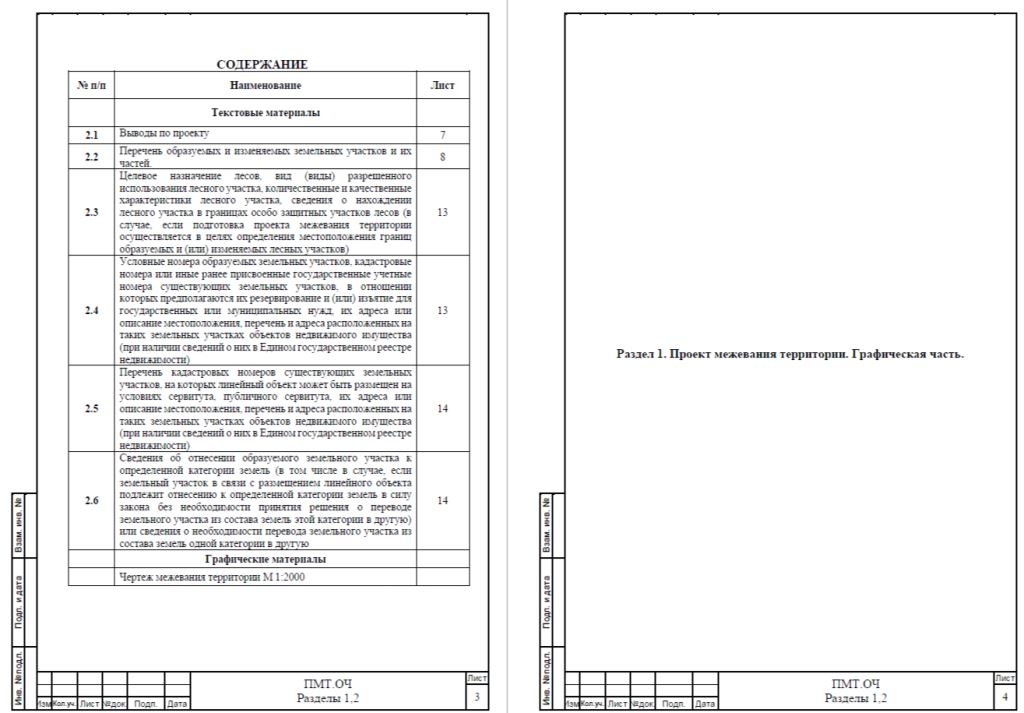 СОДЕРЖАНИЕ
№ п/п Наименование Лист
Текстовые материалы
2.1 Выводы по проекту 7
2.2 Перечень образуемых и изменяемых земельных участков и их
частей. 8
Целевое назначение лесов, вид (виды) разрешенного
использования лесного участка, количественные и качественные
характеристики лесного участка, сведения о нахождении
2.3 лесного участка в границах особо защитных участков лесов (в 13
случае, если подготовка проекта межевания территории
осуществляется в целях определения местоположения границ
образуемых и (или) изменяемых лесных участков)
Условные номера образуемых земельных участков, кадастровые
номера или иные ранее присвоенные государственные учетные
номера существующих земельных участков, в отношении
которых предполагаются их резервирование и (или) изъятие для
2.4 государственных или муниципальных нужд, их адреса или 13
описание местоположения, перечень и адреса расположенных на
таких земельных участках объектов недвижимого имущества
(при наличии сведений о них в Едином государственном реестре
недвижимости)
Перечень кадастровых номеров существующих земельных
участков, на которых линейный объект может быть размещен на
условиях сервитута, публичного сервитута, их адреса или
2.5 описание местоположения, перечень и адреса расположенных на 14
таких земельных участках объектов недвижимого имущества
(при наличии сведений о них в Едином государственном реестре
недвижимости)
Сведения об отнесении образуемого земельного участка к
определенной категории земель (в том числе в случае, если
земельный участок в связи с размещением линейного объекта
2.6 подлежит отнесению к определенной категории земель в силу 14
закона без необходимости принятия решения о переводе
земельного участка из состава земель этой категории в другую)
или сведения о необходимости перевода земельного участка из
состава земель одной категории в другую
Графические материалы
Чертеж межевания территории М 1:2000
Взам. инв. №
Подп. и дата
Инв. №подл.
Изм Кол.уч. Лист №док Подп. Дата
ПМТ.ОЧ
Разделы 1,2
Лист
3
Раздел 1. Проект межевания территории. Графическая часть.
Взам. инв. №
Подп. и дата
Инв. №подл.
Изм Кол.уч. Лист №док Подп. Дата
ПМТ.ОЧ
Разделы 1,2
Лист
4